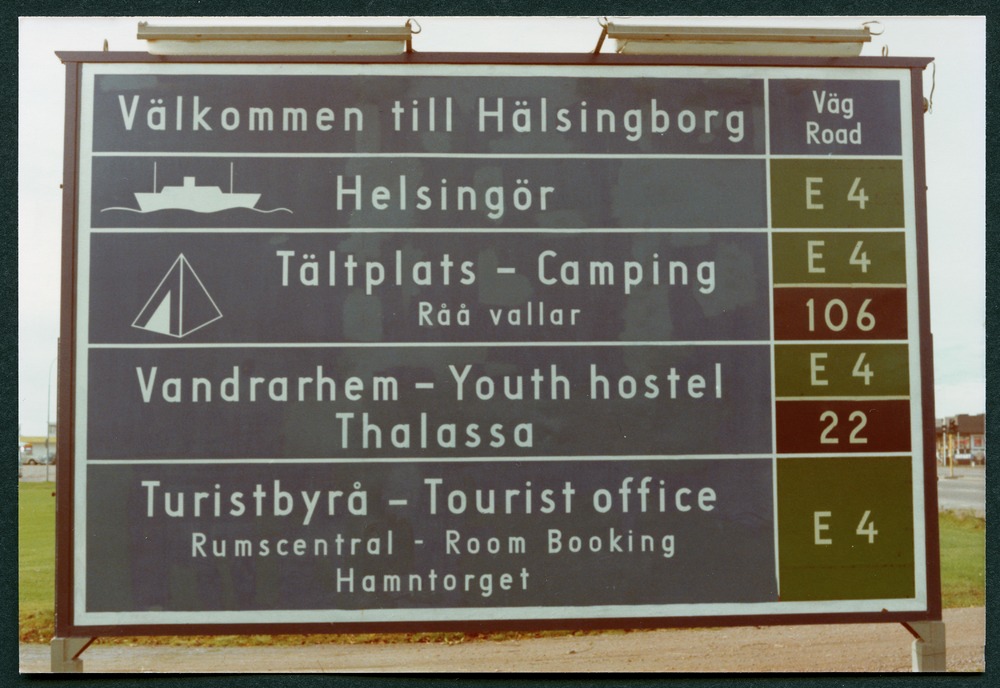 Välkommen till Hälsingborg
Väg
Road
Helsingör
E 4
Tältplats - Camping
E 4
Råå vallar
106
Vandrarhem - Youth hostel
E 4
Thalassa
22
Turistbyrå - Tourist office
Rumscentral - Room Booking
E 4
Hamntorget